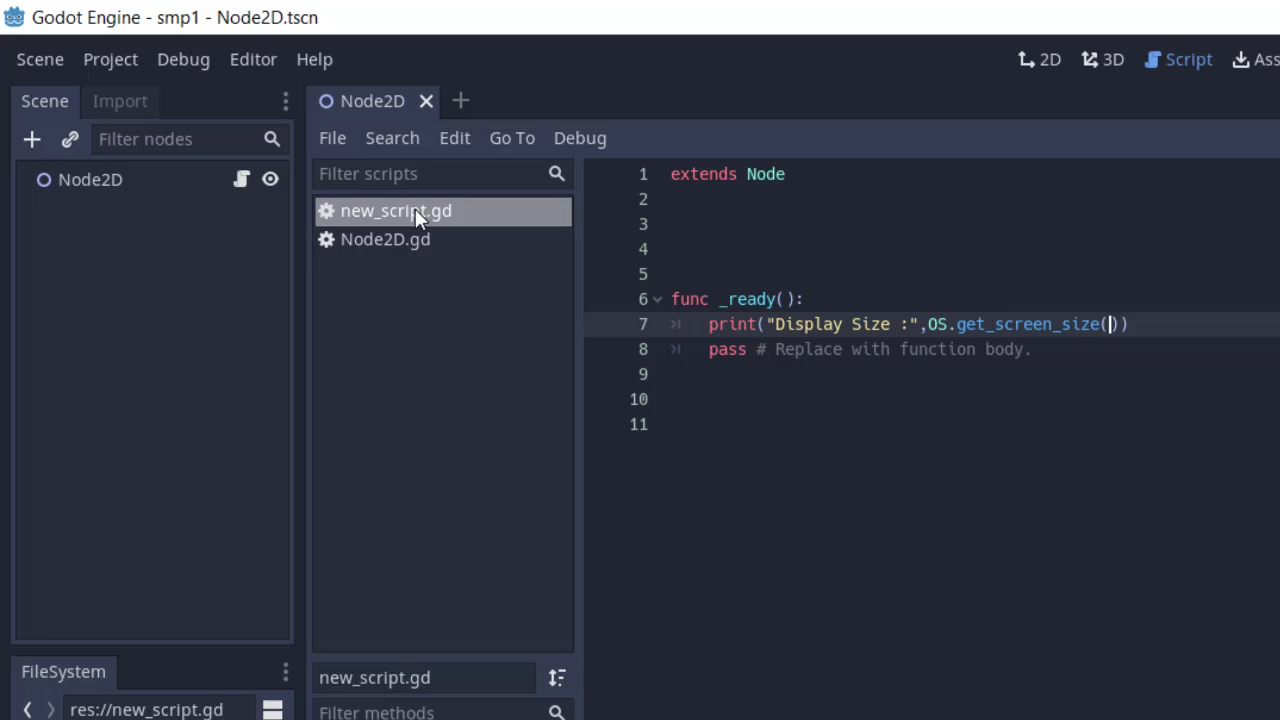 Godot Engine - smp1 - Node2D.tscn
Scene Project Debug Editor Help 2D 3D Script Ass
Scene Import
Node2D
Filter nodes
File Search Edit Go To Debug
Node2D
Filter scripts
new_script.gd
Node2D.gd
1 extends Node
2
3
4
5
6 func _ready():
7 print("Display Size :",OS.get_screen_size())
8 pass # Replace with function body.
9
10
11
FileSystem
res://new_script.gd
new_script.gd
Filter methods